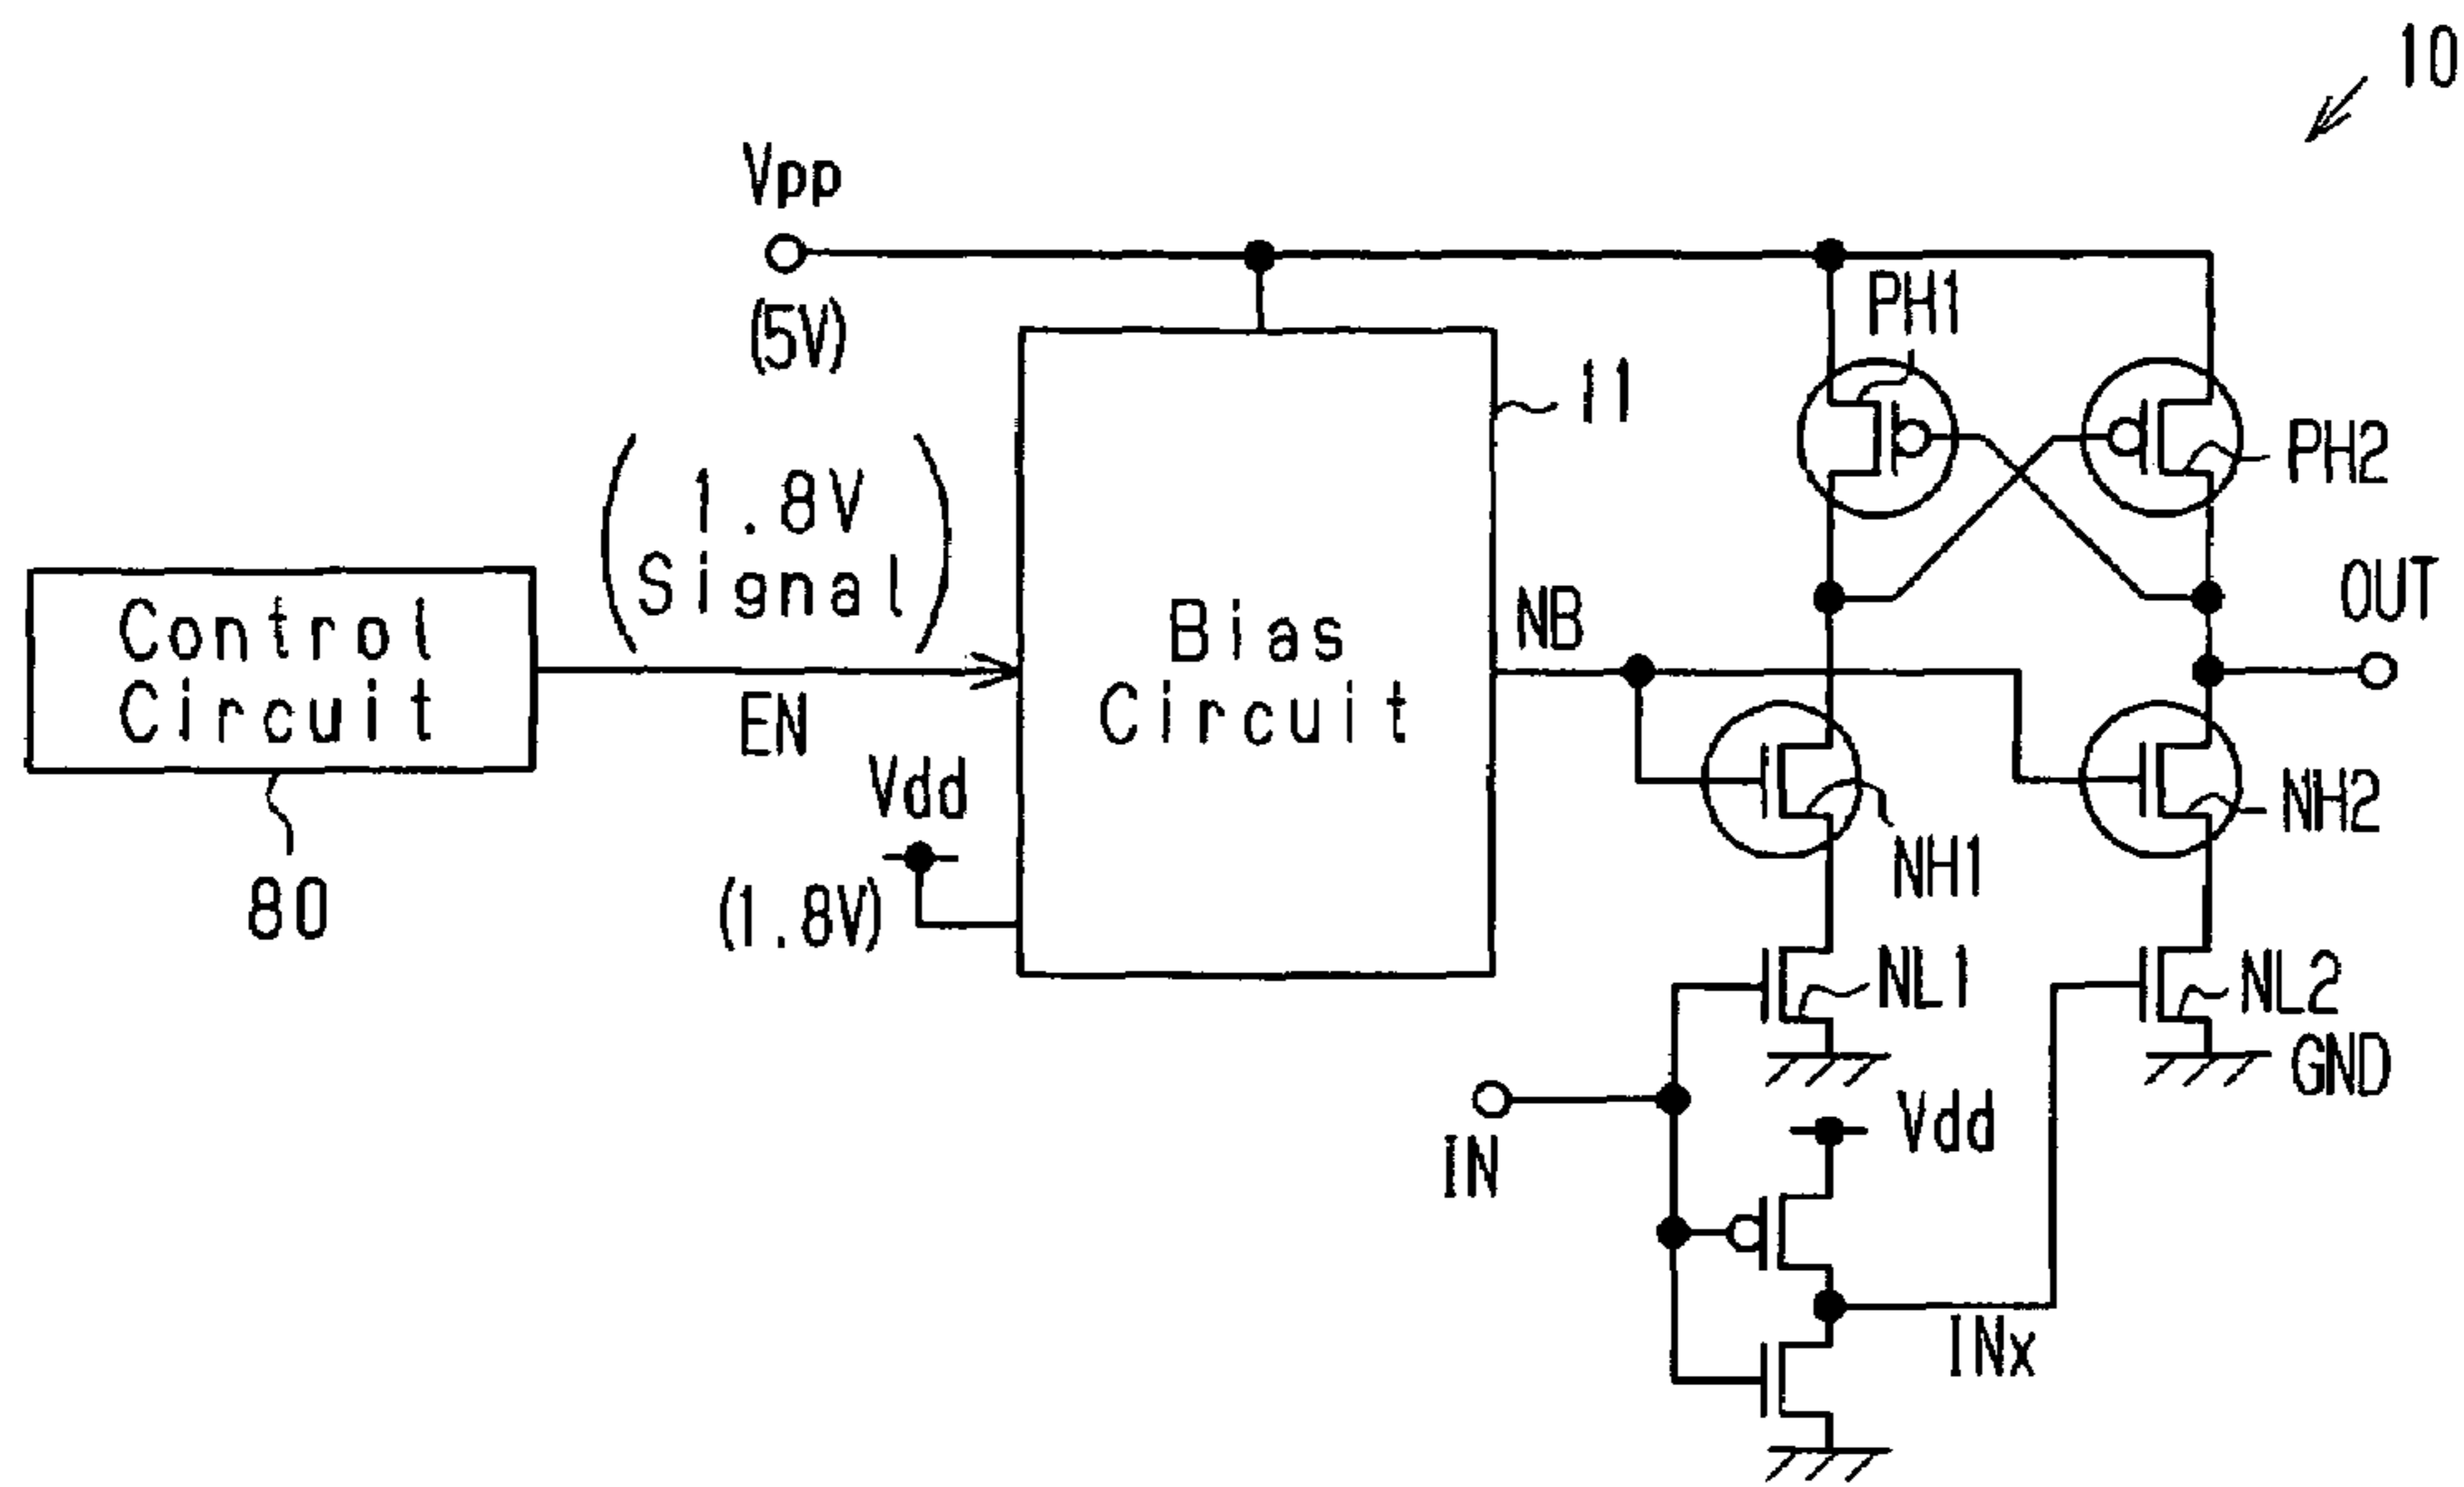 10
Vpp
(5V)
PH1
11
PH2
(1.8V
Signal)
OUT
NB
Control
Circuit
Bias
Circuit
EN
Vdd
NH2
NH1
(1.8V)
80
NL1
NL2
GND
Vdd
IN
INx